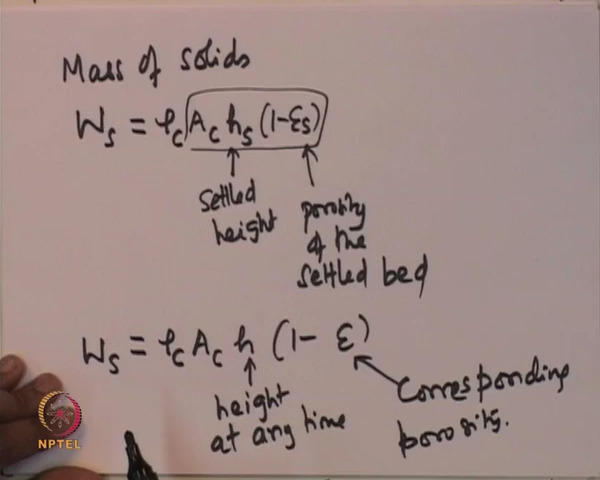 Mass of solids
Ws = ρc Ac hs (1-εs)
settled height
porosity of the settled bed
Ws = ρc Ac h (1- ε)
height at any time
Corresponding porosity.
NPTEL